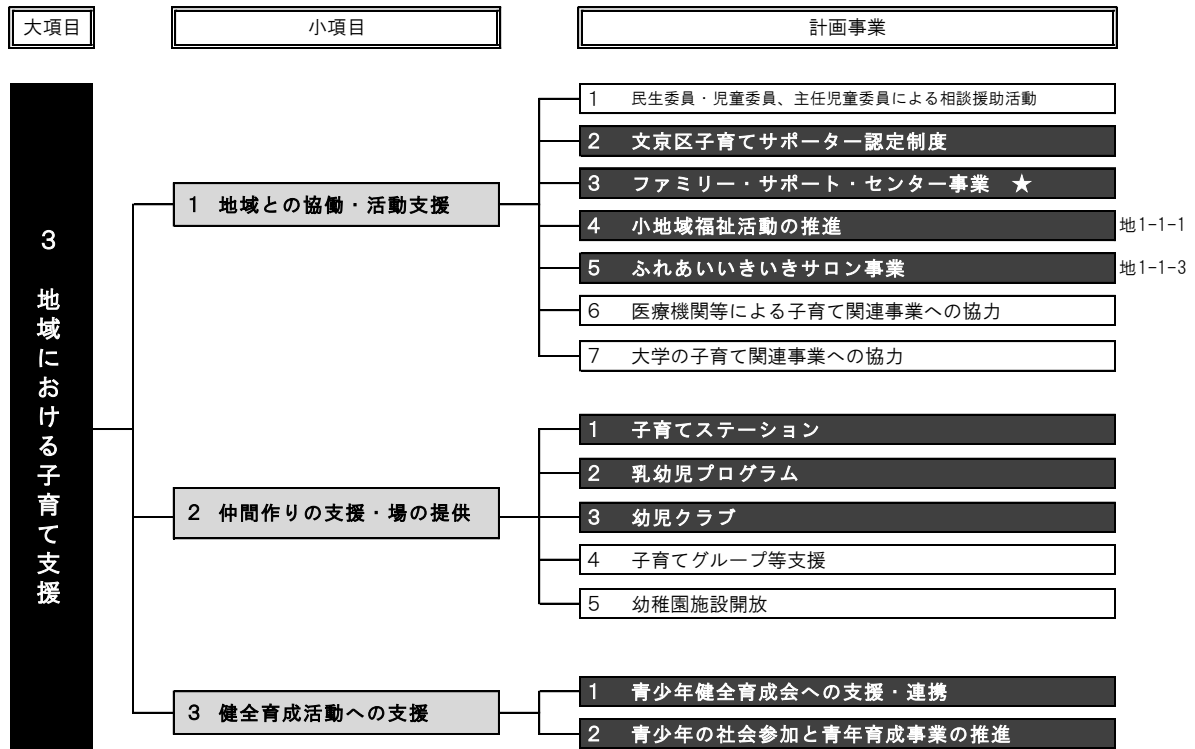 大項目 小項目 計画事業
3 地域における子育て支援
1 地域との協働・活動支援
1 民生委員・児童委員、主任児童委員による相談援助活動
2 文京区子育てサポーター認定制度
3 ファミリー・サポート・センター事業 ★
4 小地域福祉活動の推進 地1-1-1
5 ふれあいいきいきサロン事業 地1-1-3
6 医療機関等による子育て関連事業への協力
7 大学の子育て関連事業への協力
2 仲間作りの支援・場の提供
1 子育てステーション
2 乳幼児プログラム
3 幼児クラブ
4 子育てグループ等支援
5 幼稚園施設開放
3 健全育成活動への支援
1 青少年健全育成会への支援・連携
2 青少年の社会参加と青年育成事業の推進